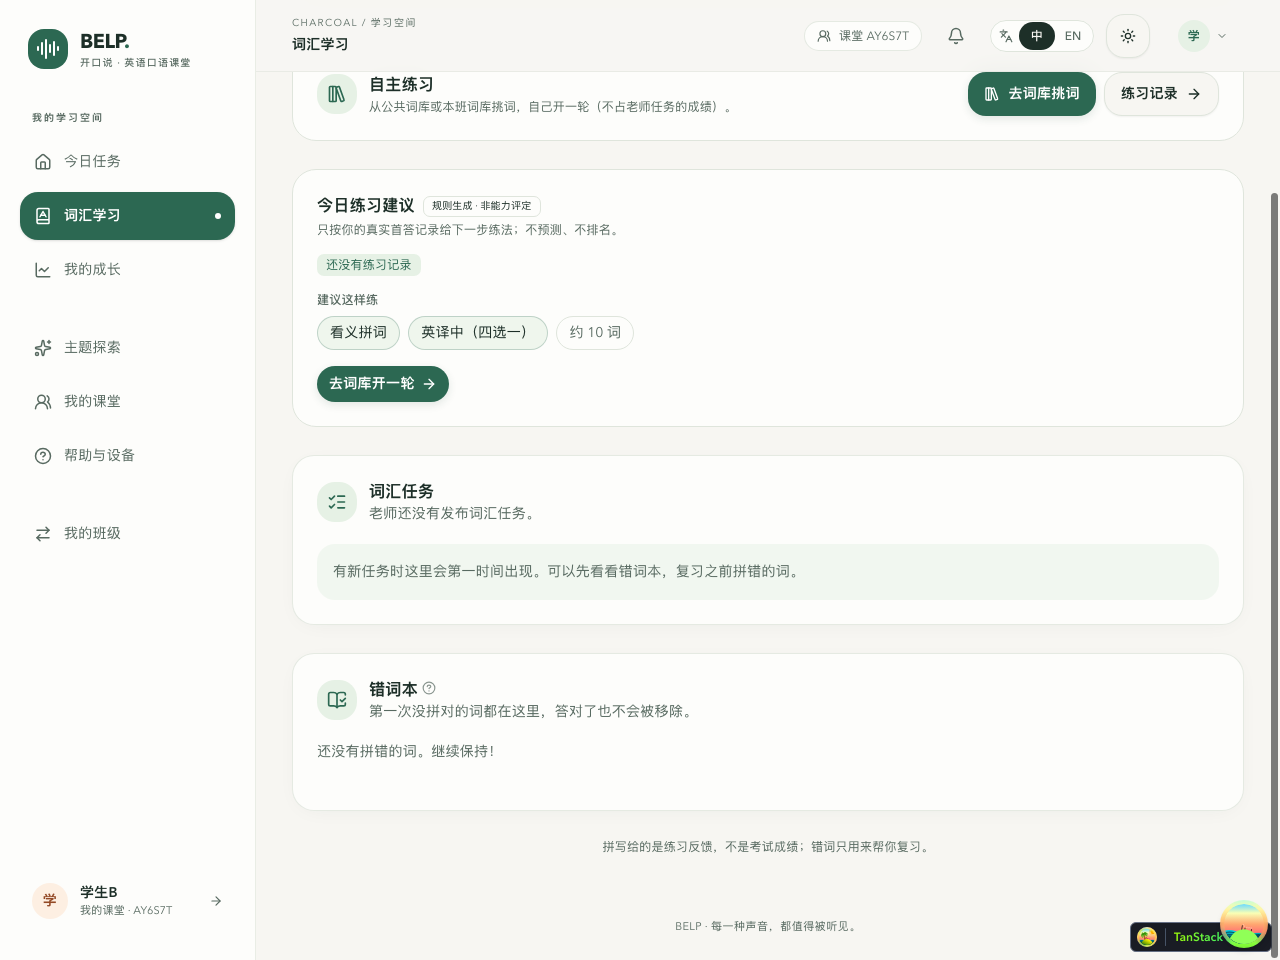 BELP.
开口说 · 英语口语课堂
我的学习空间
今日任务
词汇学习
我的成长
主题探索
我的课堂
帮助与设备
我的班级
学
学生B
我的课堂 · AY6S7T
CHARCOAL / 学习空间
词汇学习
课堂 AY6S7T
中
EN
学
自主练习
从公共词库或本班词库挑词，自己开一轮（不占老师任务的成绩）。
去词库挑词
练习记录
今日练习建议
规则生成 · 非能力评定
只按你的真实首答记录给下一步练法；不预测、不排名。
还没有练习记录
建议这样练
看义拼词
英译中（四选一）
约 10 词
去词库开一轮
词汇任务
老师还没有发布词汇任务。
有新任务时这里会第一时间出现。可以先看看错词本，复习之前拼错的词。
错词本
第一次没拼对的词都在这里，答对了也不会被移除。
还没有拼错的词。继续保持！
拼写给的是练习反馈，不是考试成绩；错词只用来帮你复习。
BELP · 每一种声音，都值得被听见。
TanStack